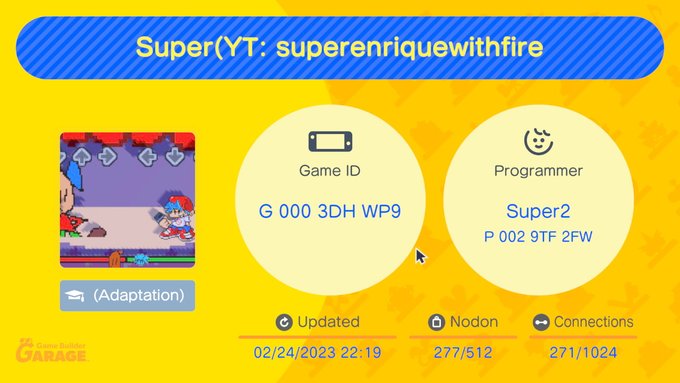 Super(YT: superenriquewithfire
Game ID
G 000 3DH WP9
Programmer
Super2
P 002 9TF 2FW
(Adaptation)
Updated
02/24/2023 22:19
Nodon
277/512
Connections
271/1024
Game Builder
GARAGE